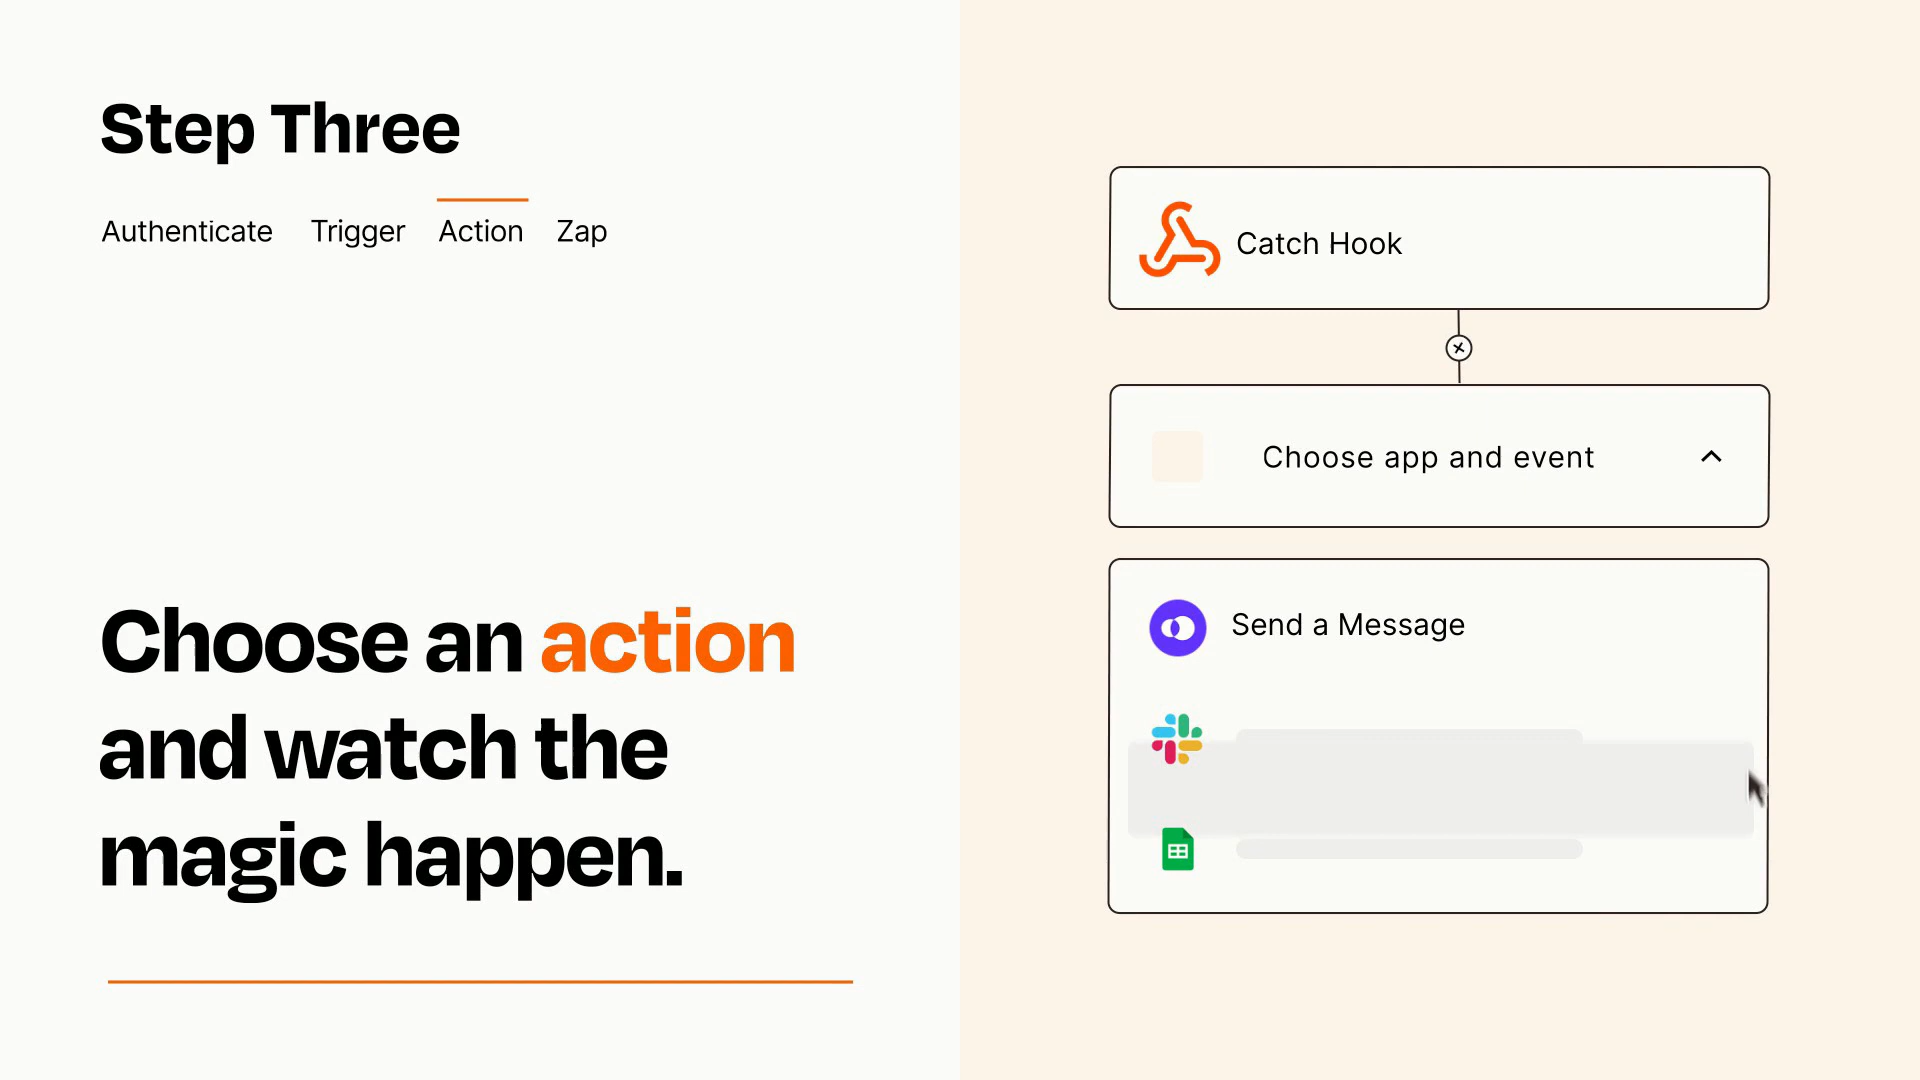 Step Three
Authenticate Trigger Action Zap
Choose an action
and watch the
magic happen.
Catch Hook
Choose app and event
Send a Message